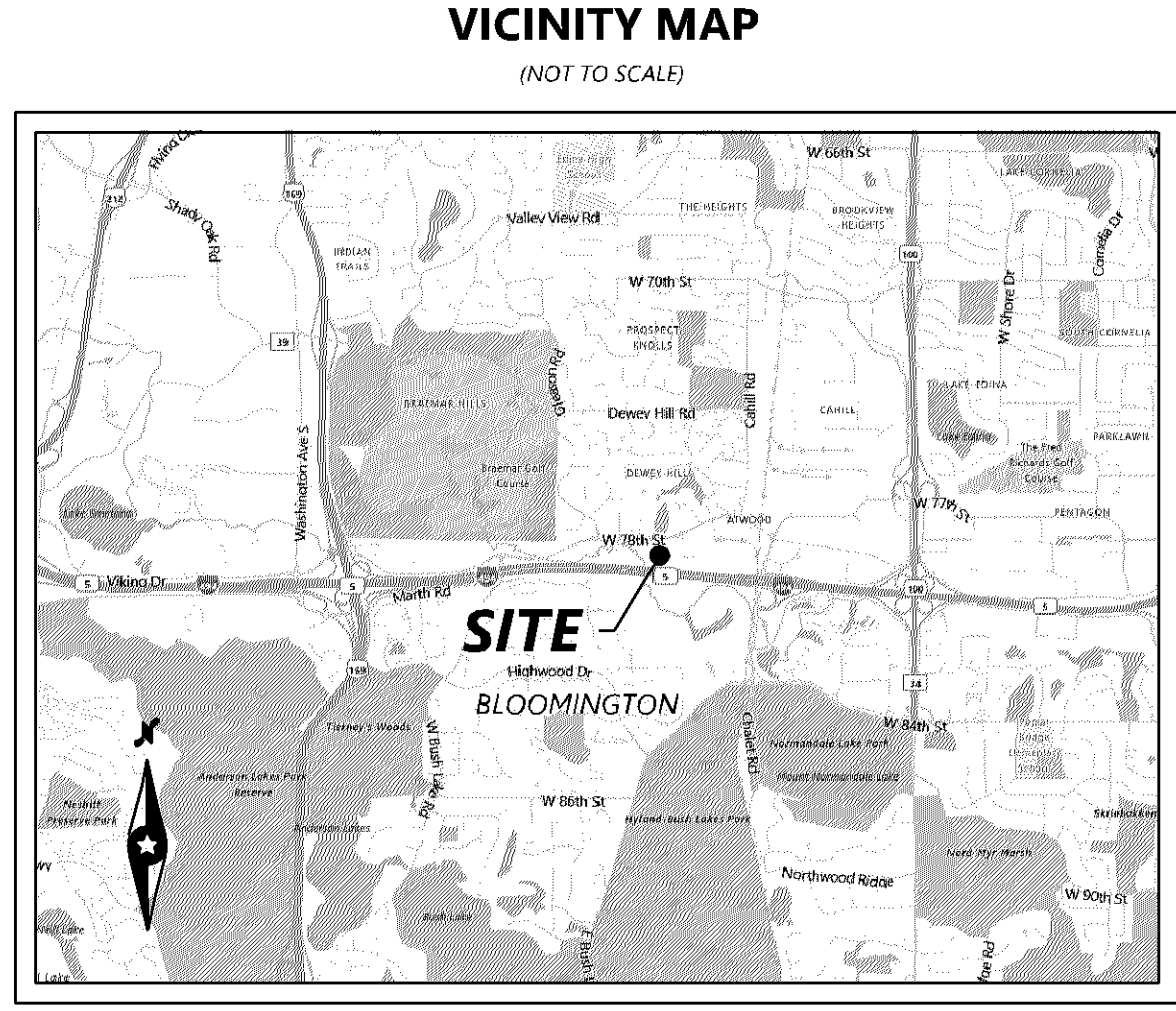 VICINITY MAP
(NOT TO SCALE)
W 66th St
LAKE CORNELIA
212
169
Shady Oak Rd
Valley View Rd
THE HEIGHTS
BROOKVIEW
HEIGHTS
Cornelia Dr
INDIAN
TRAILS
100
W 70th St
W Shore Dr
PROSPECT
KNOLLS
SOUTH CORNELIA
39
Gleason Rd
LAKE EDINA
BRAEMAR HILLS
Dewey Hill Rd
Cahill Rd
CAHILL
Lake Edina
PARKLAWN
The Fred
Richards Golf
Course
Washington Ave S
Braemar Golf
Course
DEWEY HILL
W 77th St
PENTAGON
ATWOOD
W 78th St
5
Viking Dr
5
Marth Rd
5
100
5
SITE
Highwood Dr
169
34
BLOOMINGTON
N
Tierney's Woods
W Bush Lake Rd
Chalet Rd
W 84th St
Normandale Lake Park
Mount Normandale Lake
Anderson Lakes Park
Reserve
Nesbitt
Preserve Park
W 86th St
Hyland-Bush Lakes Park
Anderson Lakes
Nord Myr Marsh
Northwood Ridge
W 90th St
Bush Lake
E Bush
Lake